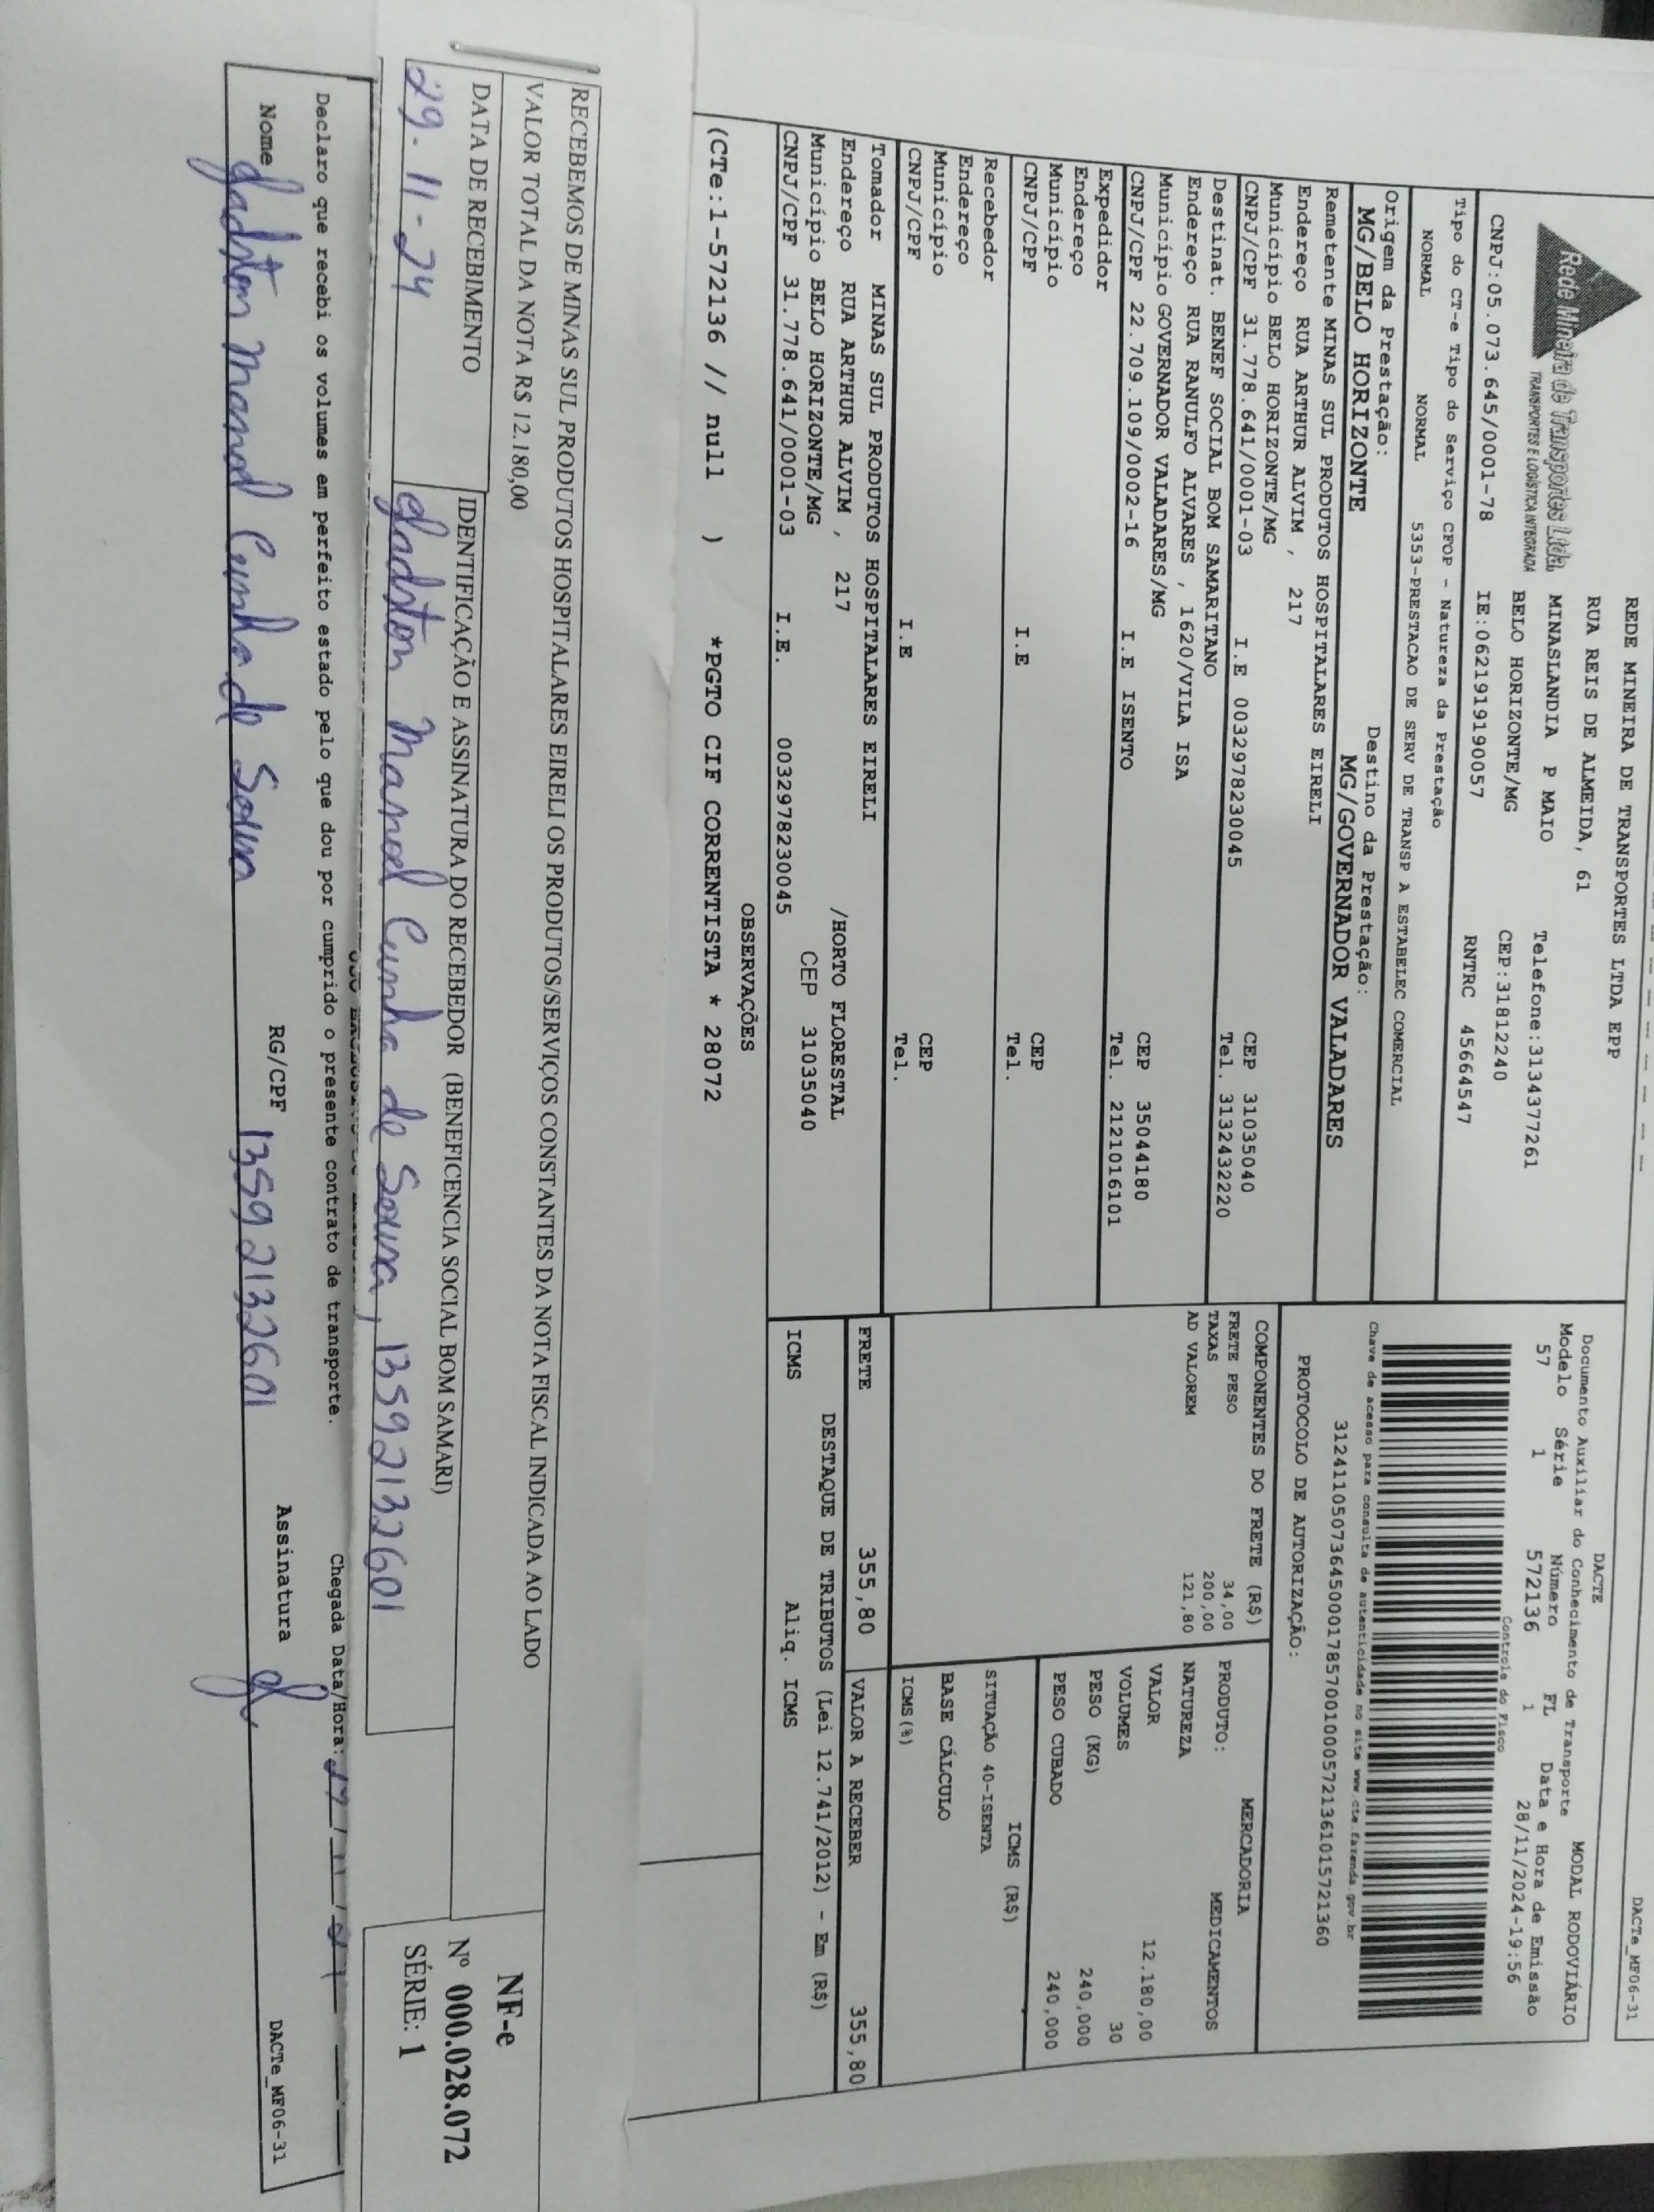 DACTe_MF06-31
REDE MINEIRA DE TRANSPORTES LTDA EPP
RUA REIS DE ALMEIDA, 61
MINASLANDIA P MAIO Telefone:3134377261
BELO HORIZONTE/MG CEP:31812240
Rede Mineira de Transportes Ltda.
TRANSPORTES E LOGÍSTICA INTEGRADA
CNPJ:05.073.645/0001-78 IE:0621919190057 RNTRC 45664547
Tipo do CT-e Tipo do Serviço CFOP - Natureza da Prestação
NORMAL NORMAL 5353-PRESTACAO DE SERV DE TRANSP A ESTABELEC COMERCIAL
Origem da Prestação: Destino da Prestação:
MG/BELO HORIZONTE MG/GOVERNADOR VALADARES
Remetente MINAS SUL PRODUTOS HOSPITALARES EIRELI
Endereço RUA ARTHUR ALVIM , 217
Município BELO HORIZONTE/MG CEP 31035040
CNPJ/CPF 31.778.641/0001-03 I.E 0032978230045 Tel. 3132432220
Destinat. BENEF SOCIAL BOM SAMARITANO
Endereço RUA RANULFO ALVARES , 1620/VILA ISA
Município GOVERNADOR VALADARES/MG CEP 35044180
CNPJ/CPF 22.709.109/0002-16 I.E ISENTO Tel. 2121016101
Expedidor
Endereço
Município CEP
CNPJ/CPF I.E Tel.
Recebedor
Endereço
Município CEP
CNPJ/CPF I.E Tel.
Tomador MINAS SUL PRODUTOS HOSPITALARES EIRELI
Endereço RUA ARTHUR ALVIM , 217 /HORTO FLORESTAL
Município BELO HORIZONTE/MG CEP 31035040
CNPJ/CPF 31.778.641/0001-03 I.E. 0032978230045
DACTE
Documento Auxiliar do Conhecimento de Transporte MODAL RODOVIÁRIO
Modelo Série Número FL Data e Hora de Emissão
57 1 572136 1 28/11/2024-19:56
Controle do Fisco
Chave de acesso para consulta de autenticidade no site www.cte.fazenda.gov.br
31241105073645000178570010005721361015721360
PROTOCOLO DE AUTORIZAÇÃO:
COMPONENTES DO FRETE (R$)
FRETE PESO 34,00
TAXAS 200,00
AD VALOREM 121,80
MERCADORIA
PRODUTO: MEDICAMENTOS
NATUREZA
VALOR 12.180,00
VOLUMES 30
PESO (KG) 240,000
PESO CUBADO 240,000
ICMS (R$)
SITUAÇÃO 40-ISENTA
BASE CÁLCULO
ICMS(%)
FRETE 355,80 VALOR A RECEBER 355,80
DESTAQUE DE TRIBUTOS (Lei 12.741/2012) - Em (R$)
ICMS Aliq. ICMS
OBSERVAÇÕES
(CTe:1-572136 // null ) *PGTO CIF CORRENTISTA * 28072
RECEBEMOS DE MINAS SUL PRODUTOS HOSPITALARES EIRELI OS PRODUTOS/SERVIÇOS CONSTANTES DA NOTA FISCAL INDICADA AO LADO
VALOR TOTAL DA NOTA R$ 12.180,00
DATA DE RECEBIMENTO IDENTIFICAÇÃO E ASSINATURA DO RECEBEDOR (BENEFICENCIA SOCIAL BOM SAMARI)
29.11-24 Gladston Manoel Cunha de Souza, 13592132601
NF-e
Nº 000.028.072
SÉRIE: 1
Declaro que recebi os volumes em perfeito estado pelo que dou por cumprido o presente contrato de transporte. Chegada Data/Hora:
Nome Gladston Manoel Cunha de Souza RG/CPF 13592132601 Assinatura
DACTe_MF06-31